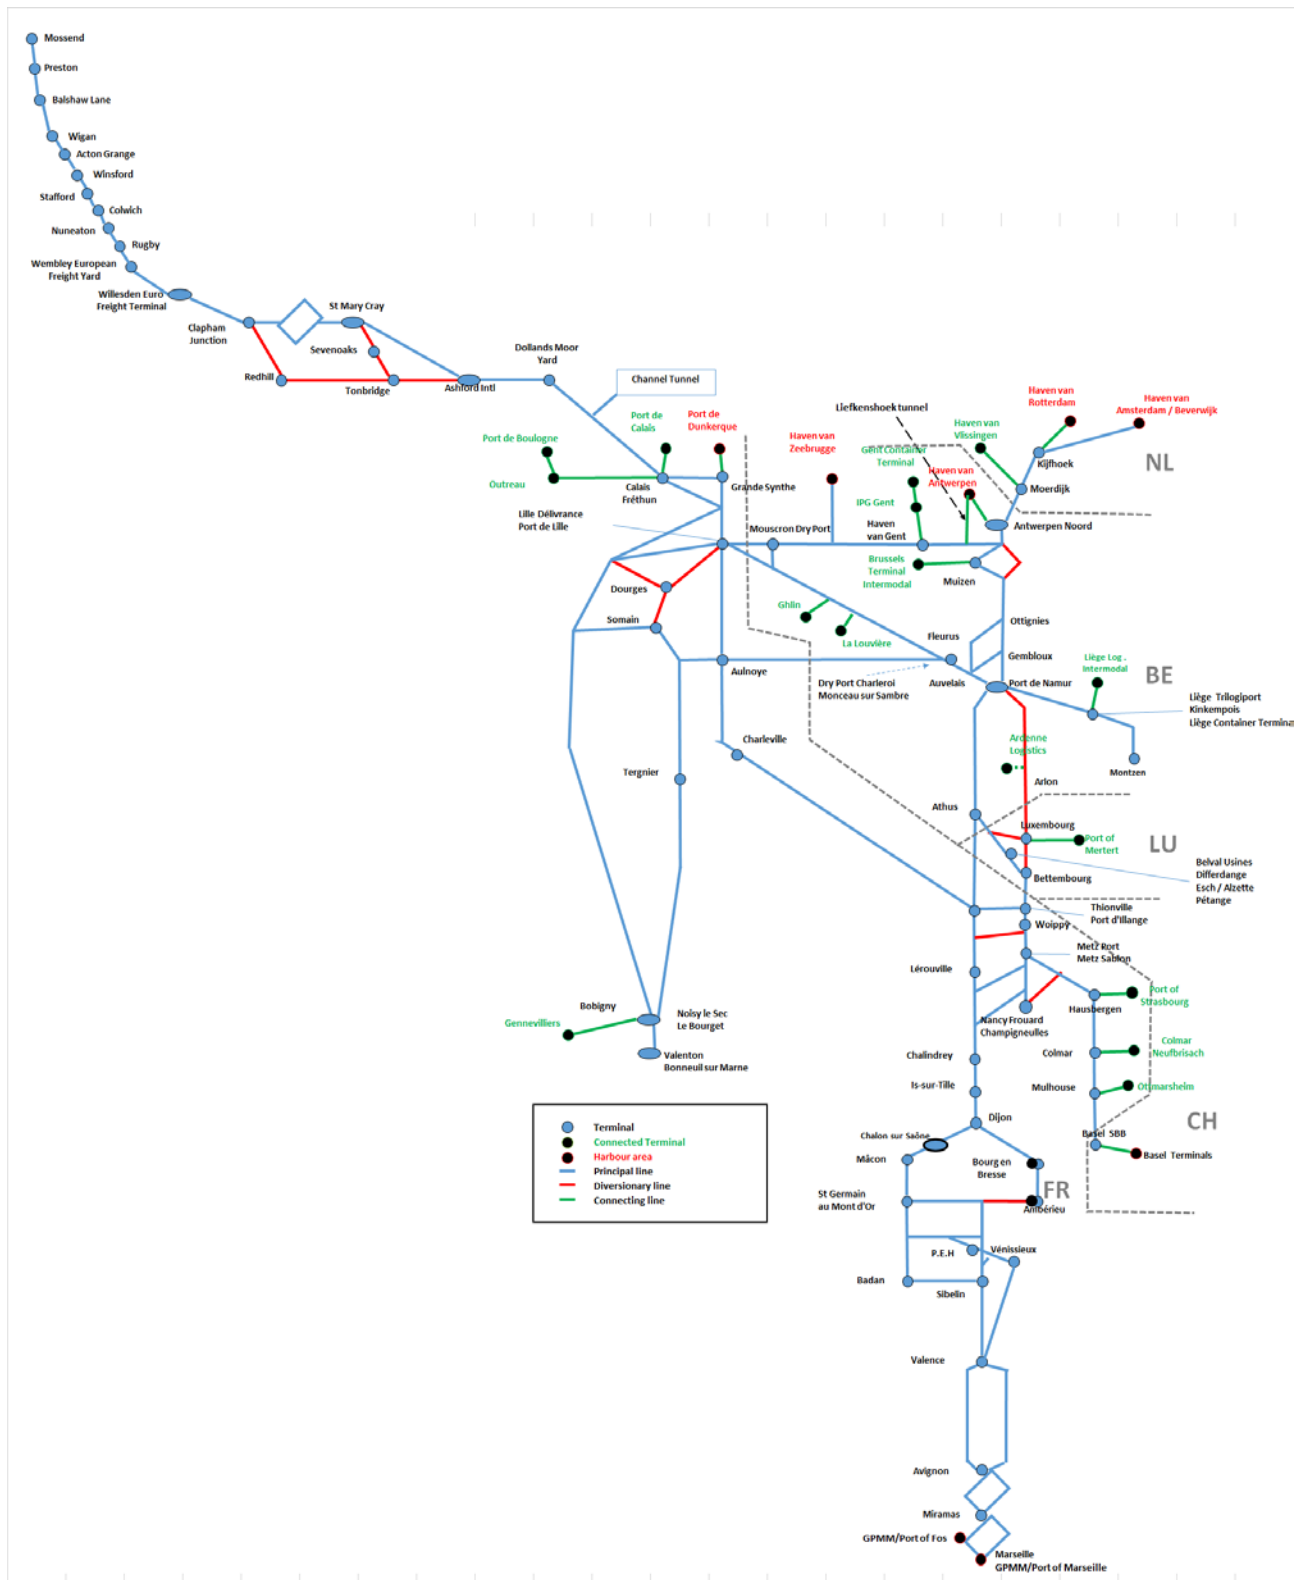 Mossend
Preston
Balshaw Lane
Wigan
Acton Grange
Winsford
Stafford
Colwich
Nuneaton
Rugby
Wembley European
Freight Yard
Willesden Euro
Freight Terminal
St Mary Cray
Clapham
Junction
Sevenoaks
Redhill
Tonbridge
Ashford Intl
Dollands Moor
Yard
Channel Tunnel
Port de Boulogne
Outreau
Port de
Calais
Port de
Dunkerque
Calais
Fréthun
Grande Synthe
Haven van
Zeebrugge
Liefkenshoek tunnel
Gent Container
Terminal
IPG Gent
Haven van
Antwerpen
Haven van
Vlissingen
Haven van
Rotterdam
Haven van
Amsterdam / Beverwijk
Kijfhoek
NL
Moerdijk
Antwerpen Noord
Lille Délivrance
Port de Lille
Mouscron Dry Port
Haven
van Gent
Brussels
Terminal
Intermodal
Muizen
Dourges
Somain
Ghlin
La Louvière
Fleurus
Ottignies
Gembloux
Aulnoye
Dry Port Charleroi
Monceau sur Sambre
Auvelais
Port de Namur
Liège Log .
Intermodal
BE
Liège Trilogiport
Kinkempois
Liège Container Terminal
Montzen
Charleville
Tergnier
Ardenne
Logistics
Arlon
Athus
Luxembourg
Port of
Mertert
LU
Belval Usines
Differdange
Esch / Alzette
Pétange
Bettembourg
Thionville
Port d'Illange
Woippy
Metz Port
Metz Sablon
Lérouville
Port of
Strasbourg
Hausbergen
Nancy Frouard
Champigneulles
Bobigny
Noisy le Sec
Le Bourget
Gennevilliers
Valenton
Bonneuil sur Marne
Chalindrey
Colmar
Colmar
Neufbrisach
Is-sur-Tille
Mulhouse
Ottmarsheim
CH
Dijon
Basel SBB
Basel Terminals
Chalon sur Saône
Mâcon
Bourg en
Bresse
FR
St Germain
au Mont d'Or
Ambérieu
P.E.H
Vénissieux
Badan
Sibelin
Valence
Avignon
Miramas
GPMM/Port of Fos
Marseille
GPMM/Port of Marseille
Terminal
Connected Terminal
Harbour area
Principal line
Diversionary line
Connecting line